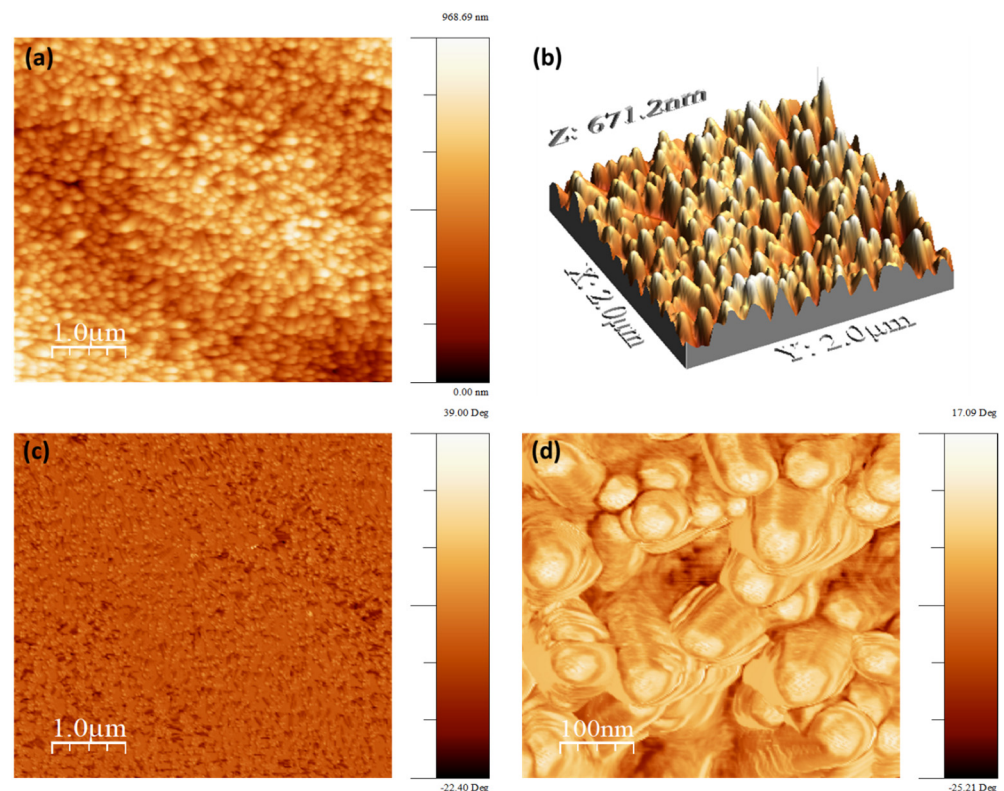 968.69 nm
(a)
1.0µm
0.00 nm
(b)
Z: 671.2nm
X: 2.0µm
Y: 2.0µm
39.00 Deg
(c)
1.0µm
-22.40 Deg
17.09 Deg
(d)
100nm
-25.21 Deg